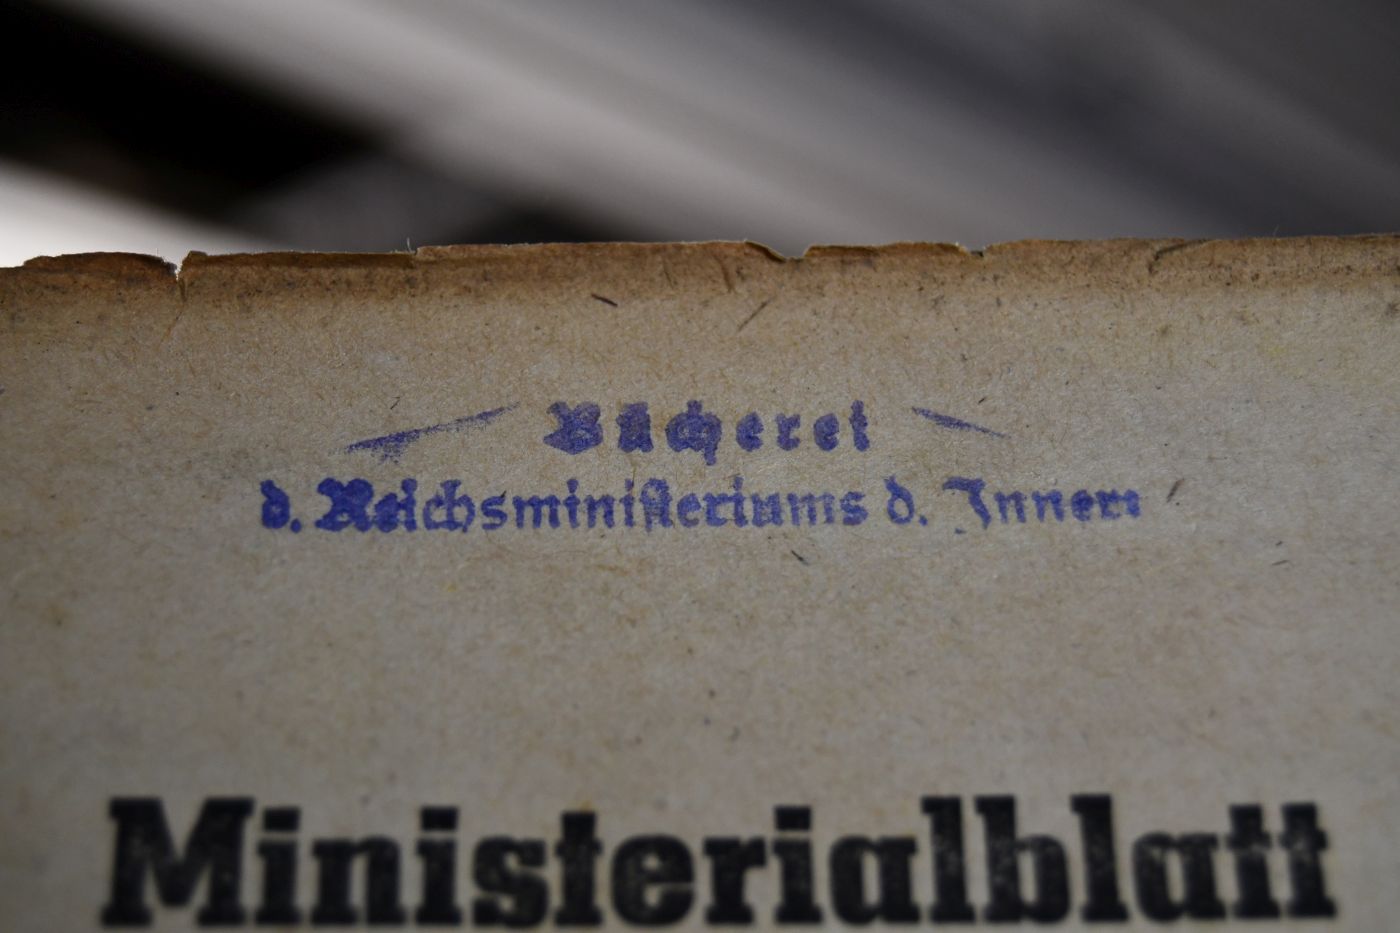 Bücherei
d. Reichsministeriums d. Innern
Ministerialblatt